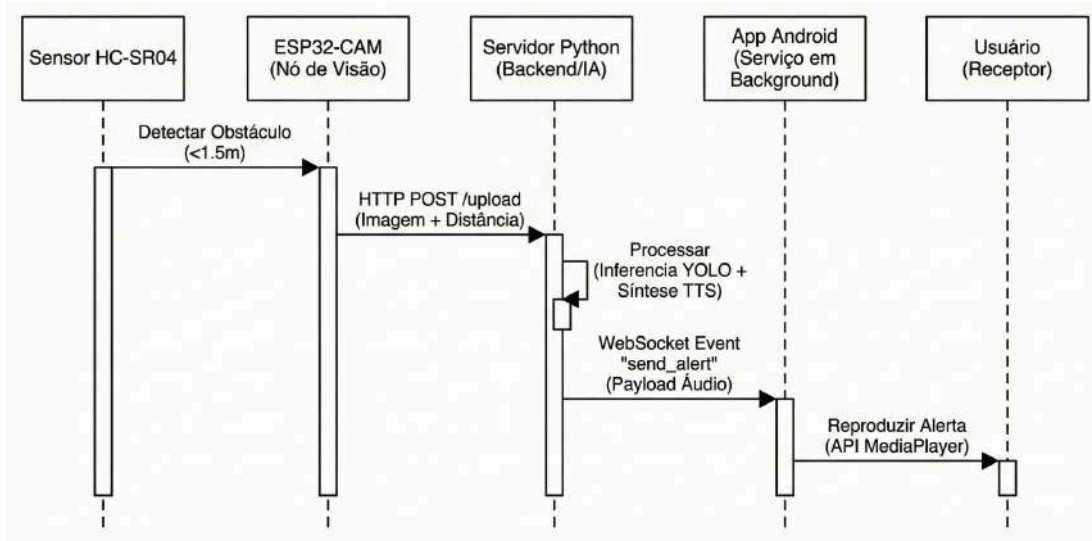 Sensor HC-SR04
ESP32-CAM
(Nó de Visão)
Servidor Python
(Backend/IA)
App Android
(Serviço em
Background)
Usuário
(Receptor)
Detectar Obstáculo
(<1.5m)
HTTP POST /upload
(Imagem + Distância)
Processar
(Inferencia YOLO +
Síntese TTS)
WebSocket Event
"send_alert"
(Payload Áudio)
Reproduzir Alerta
(API MediaPlayer)